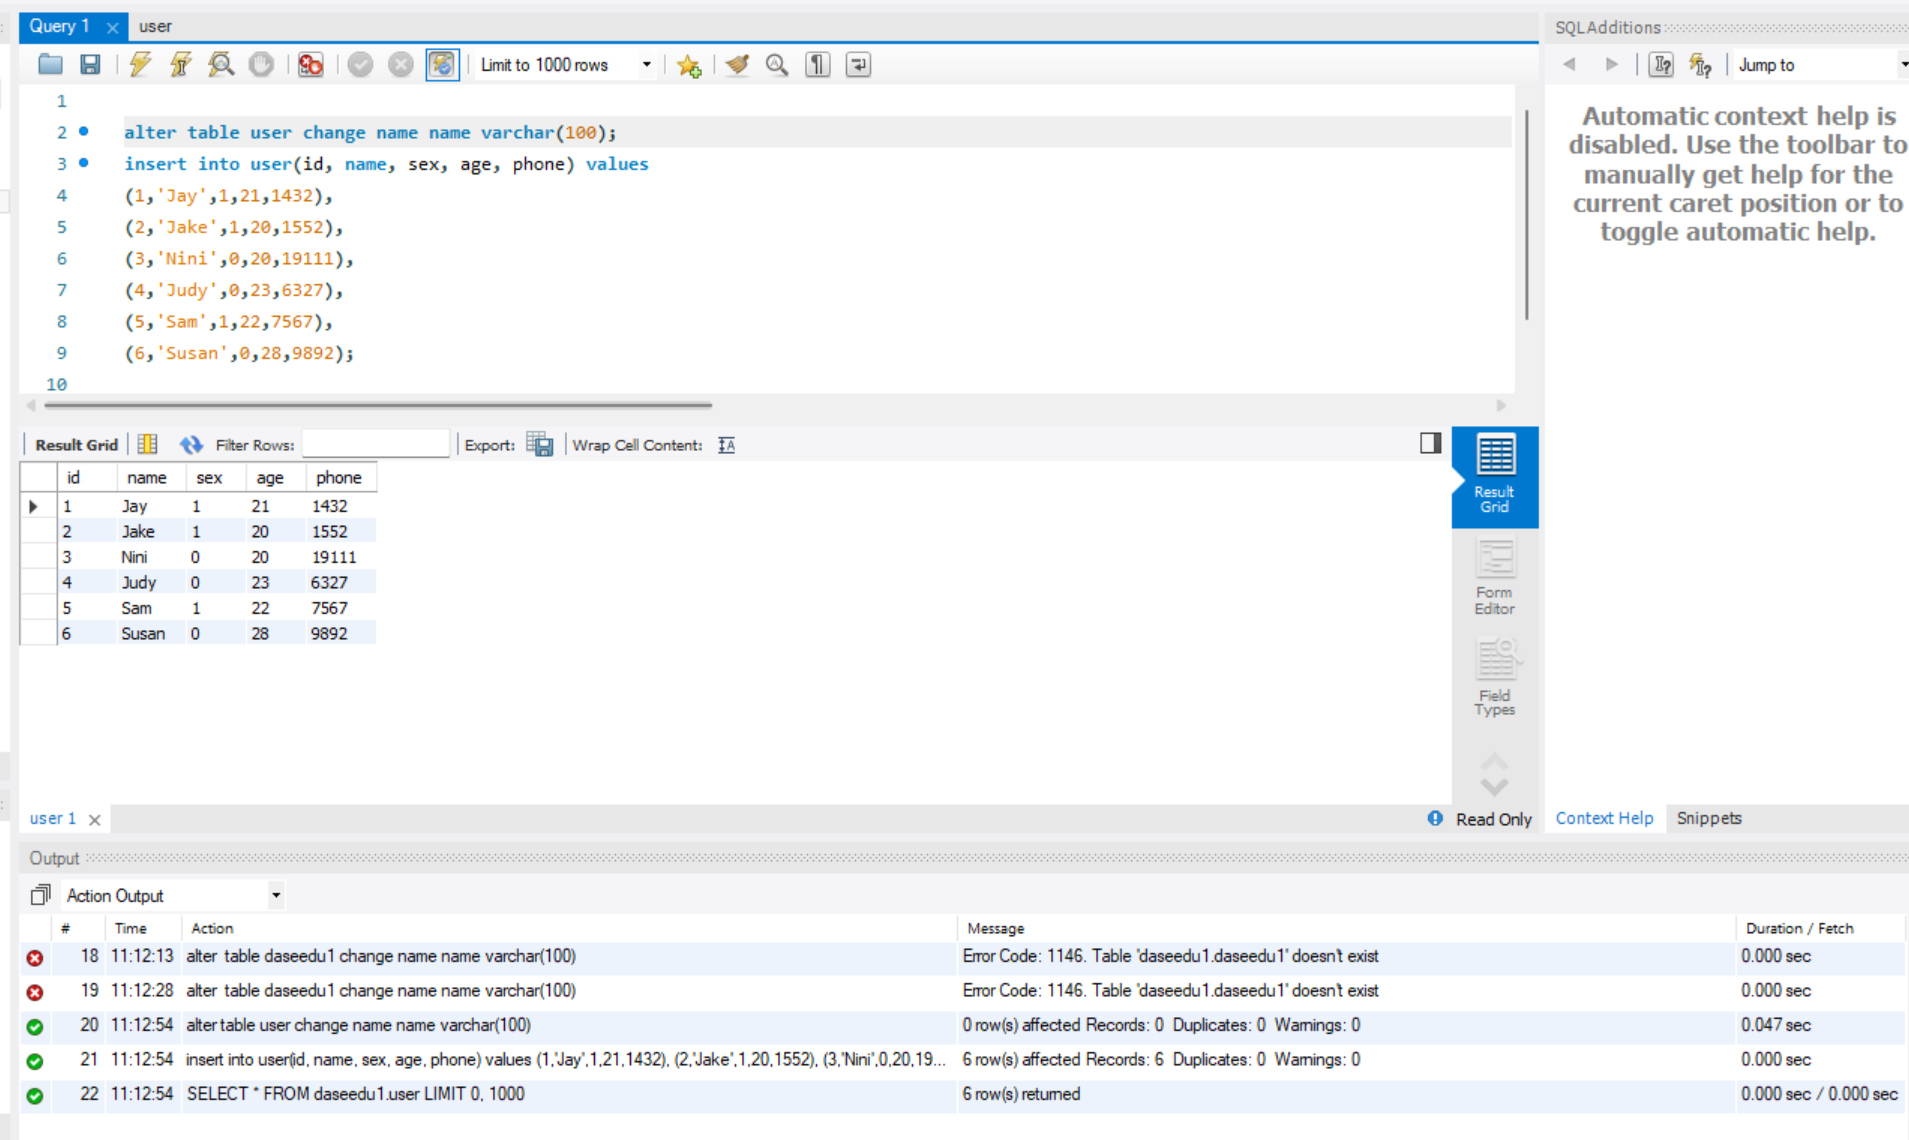 Query 1 user
Limit to 1000 rows
1
2 alter table user change name name varchar(100);
3 insert into user(id, name, sex, age, phone) values
4 (1,'Jay',1,21,1432),
5 (2,'Jake',1,20,1552),
6 (3,'Nini',0,20,19111),
7 (4,'Judy',0,23,6327),
8 (5,'Sam',1,22,7567),
9 (6,'Susan',0,28,9892);
10
SQLAdditions
Jump to
Automatic context help is
disabled. Use the toolbar to
manually get help for the
current caret position or to
toggle automatic help.
Result Grid Filter Rows: Export: Wrap Cell Content:
id name sex age phone
1 Jay 1 21 1432
2 Jake 1 20 1552
3 Nini 0 20 19111
4 Judy 0 23 6327
5 Sam 1 22 7567
6 Susan 0 28 9892
Result
Grid
Form
Editor
Field
Types
user 1 Read Only
Context Help Snippets
Output
Action Output
# Time Action Message Duration / Fetch
18 11:12:13 alter table daseedu1 change name name varchar(100) Error Code: 1146. Table 'daseedu1.daseedu1' doesn't exist 0.000 sec
19 11:12:28 alter table daseedu1 change name name varchar(100) Error Code: 1146. Table 'daseedu1.daseedu1' doesn't exist 0.000 sec
20 11:12:54 alter table user change name name varchar(100) 0 row(s) affected Records: 0 Duplicates: 0 Warnings: 0 0.047 sec
21 11:12:54 insert into user(id, name, sex, age, phone) values (1,'Jay',1,21,1432), (2,'Jake',1,20,1552), (3,'Nini',0,20,19... 6 row(s) affected Records: 6 Duplicates: 0 Warnings: 0 0.000 sec
22 11:12:54 SELECT * FROM daseedu1.user LIMIT 0, 1000 6 row(s) returned 0.000 sec / 0.000 sec